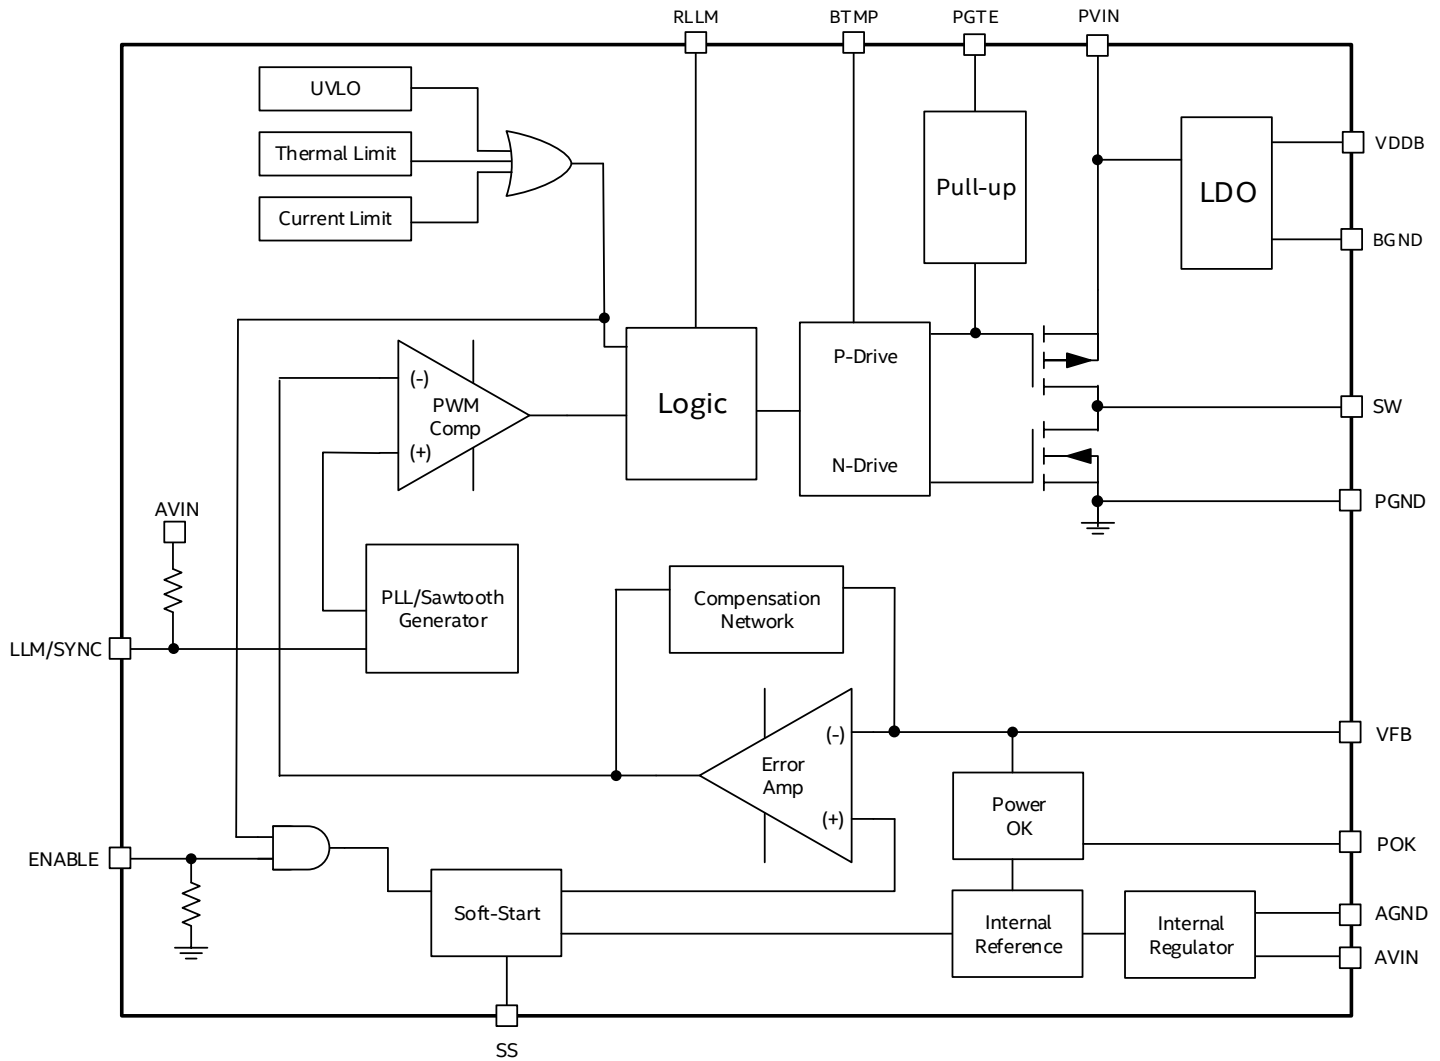 RLLM
BTMP
PGTE
PVIN
UVLO
Thermal Limit
Current Limit
Pull-up
LDO
VDDB
BGND
(-)
PWM
Comp
(+)
Logic
P-Drive
N-Drive
SW
PGND
AVIN
PLL/Sawtooth
Generator
LLM/SYNC
Compensation
Network
(-)
Error
Amp
(+)
VFB
Power
OK
POK
ENABLE
Soft-Start
Internal
Reference
Internal
Regulator
AGND
AVIN
SS